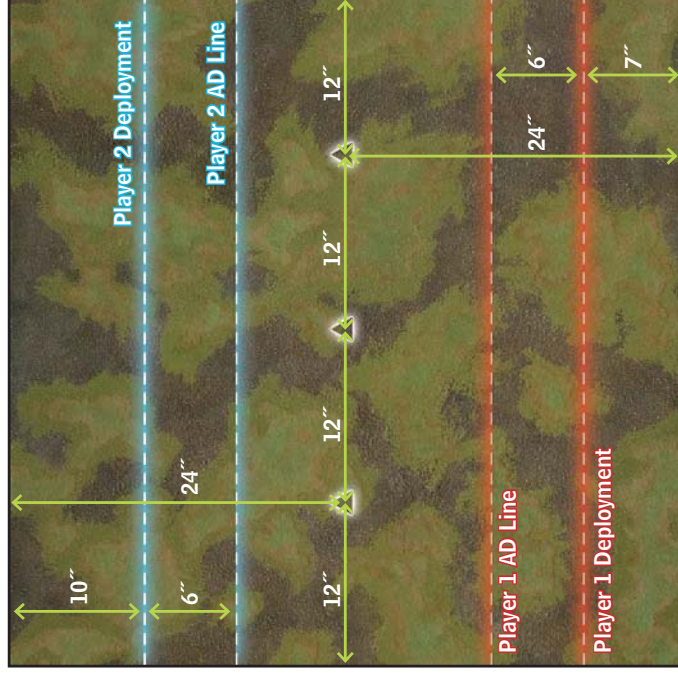 Player 2 Deployment
Player 2 AD Line
12˝
6˝
7˝
24˝
12˝
12˝
24˝
10˝
6˝
12˝
Player 1 AD Line
Player 1 Deployment